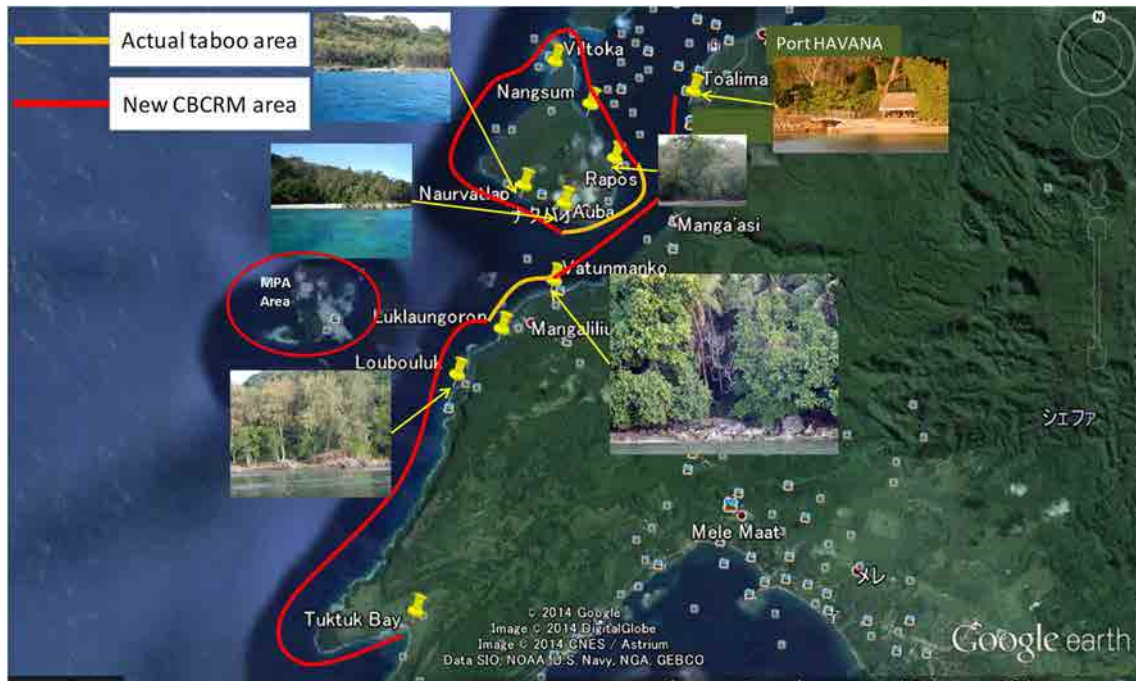 Actual taboo area
New CBCRM area
Port HAVANA
N
Viltoka
Toalima
Nangsum
Rapos
Naurvatlap
Auba
Manga'asi
Vatunmanko
MPA
Area
Luklaungoron
Mangaliliu
Loubouluk
シェファ
Mele Maat
メレ
Tuktuk Bay
© 2014 Google
Image © 2014 DigitalGlobe
Image © 2014 CNES / Astrium
Data SIO, NOAA, U.S. Navy, NGA, GEBCO
Google earth